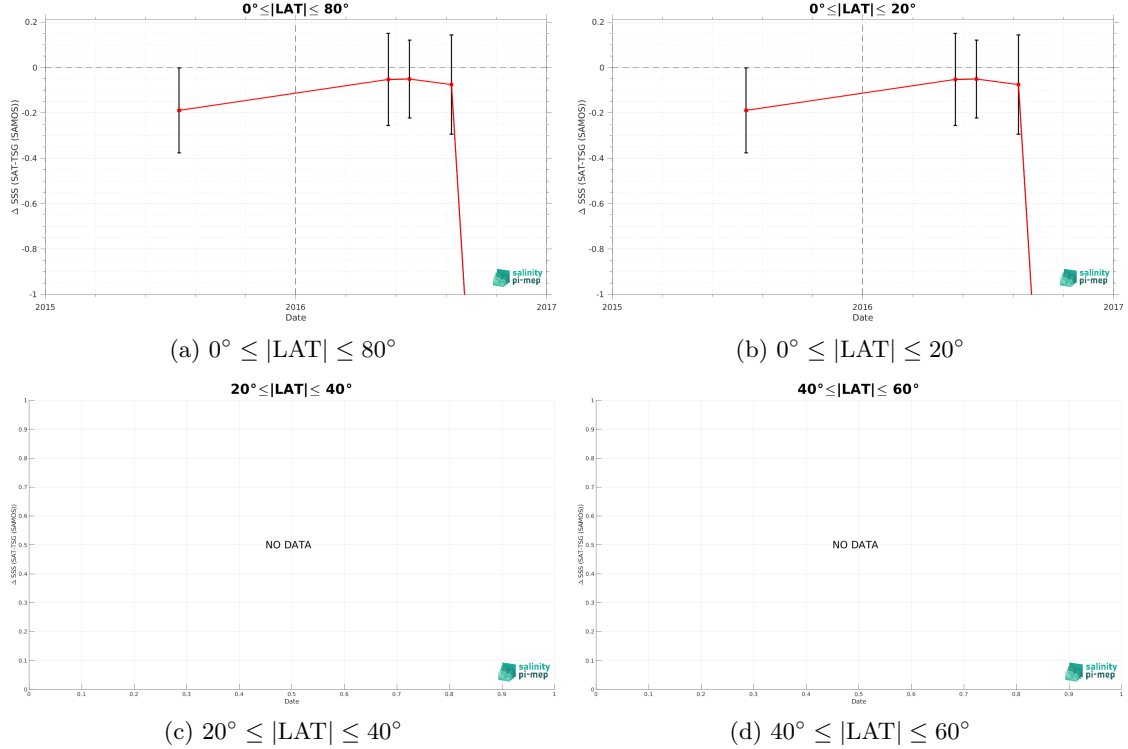 0°≤|LAT|≤ 80°
0.2
0
-0.2
-0.4
-0.6
-0.8
-1
Δ SSS (SAT-TSG (SAMOS))
2015
2016
2017
Date
salinity
pi-mep
(a) 0° ≤ |LAT| ≤ 80°
0°≤|LAT|≤ 20°
0.2
0
-0.2
-0.4
-0.6
-0.8
-1
Δ SSS (SAT-TSG (SAMOS))
2015
2016
2017
Date
salinity
pi-mep
(b) 0° ≤ |LAT| ≤ 20°
20°≤|LAT|≤ 40°
1
0.9
0.8
0.7
0.6
0.5
0.4
0.3
0.2
0.1
0
Δ SSS (SAT-TSG (SAMOS))
NO DATA
0 0.1 0.2 0.3 0.4 0.5 0.6 0.7 0.8 0.9 1
Date
salinity
pi-mep
(c) 20° ≤ |LAT| ≤ 40°
40°≤|LAT|≤ 60°
1
0.9
0.8
0.7
0.6
0.5
0.4
0.3
0.2
0.1
0
Δ SSS (SAT-TSG (SAMOS))
NO DATA
0 0.1 0.2 0.3 0.4 0.5 0.6 0.7 0.8 0.9 1
Date
salinity
pi-mep
(d) 40° ≤ |LAT| ≤ 60°